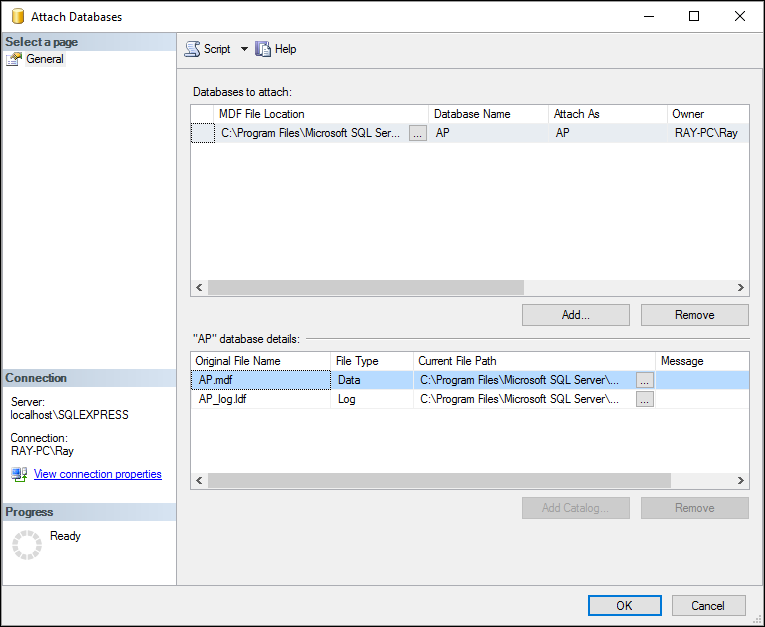 Attach Databases
Select a page
General
Script Help
Databases to attach:
MDF File Location Database Name Attach As Owner
C:\Program Files\Microsoft SQL Ser... ... AP AP RAY-PC\Ray
Add... Remove
"AP" database details:
Original File Name File Type Current File Path Message
AP.mdf Data C:\Program Files\Microsoft SQL Server\... ...
AP_log.ldf Log C:\Program Files\Microsoft SQL Server\... ...
Add Catalog... Remove
Connection
Server:
localhost\SQLEXPRESS
Connection:
RAY-PC\Ray
View connection properties
Progress
Ready
OK Cancel